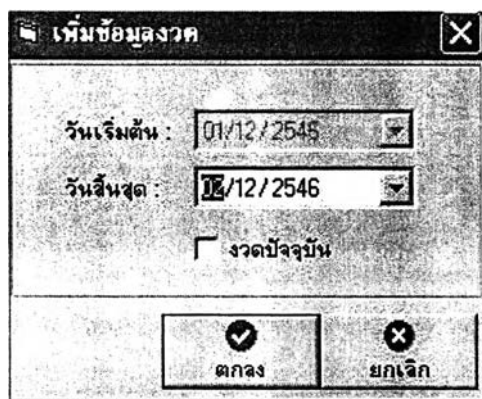 เพิ่มข้อมูลงวด
วันเริ่มต้น : 01/12/2546
วันสิ้นสุด : 02/12/2546
งวดปัจจุบัน
ตกลง ยกเลิก